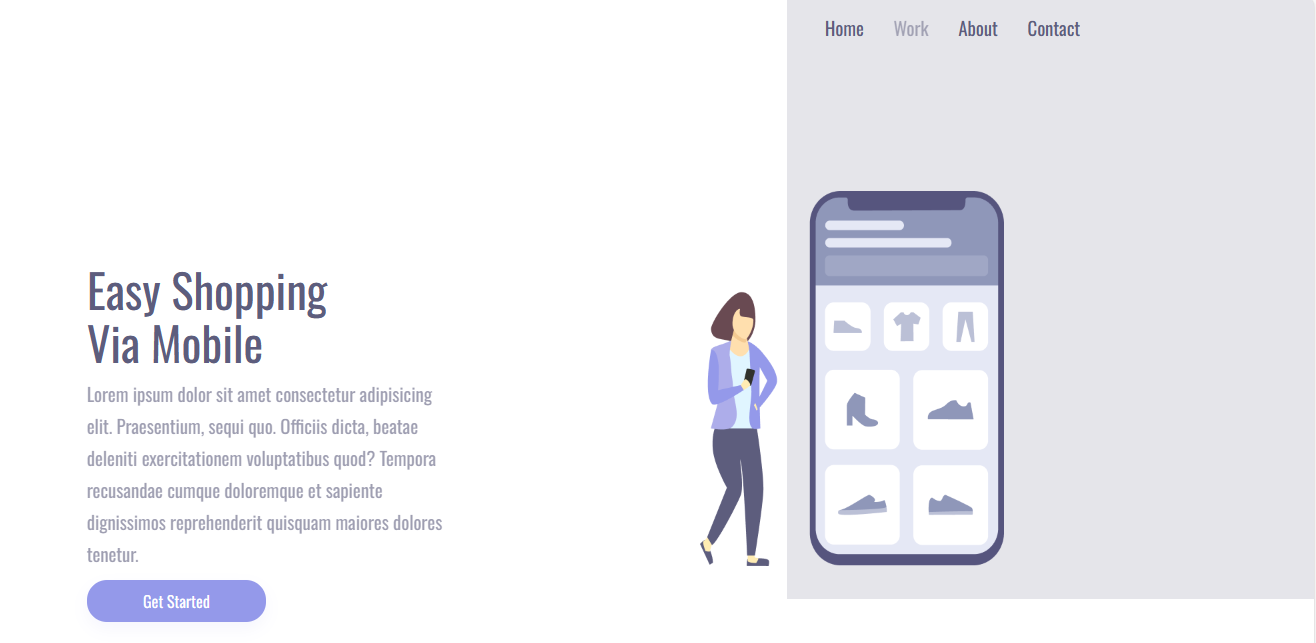 Home Work About Contact
Easy Shopping
Via Mobile
Lorem ipsum dolor sit amet consectetur adipisicing
elit. Praesentium, sequi quo. Officiis dicta, beatae
deleniti exercitationem voluptatibus quod? Tempora
recusandae cumque doloremque et sapiente
dignissimos reprehenderit quisquam maiores dolores
tenetur.
Get Started